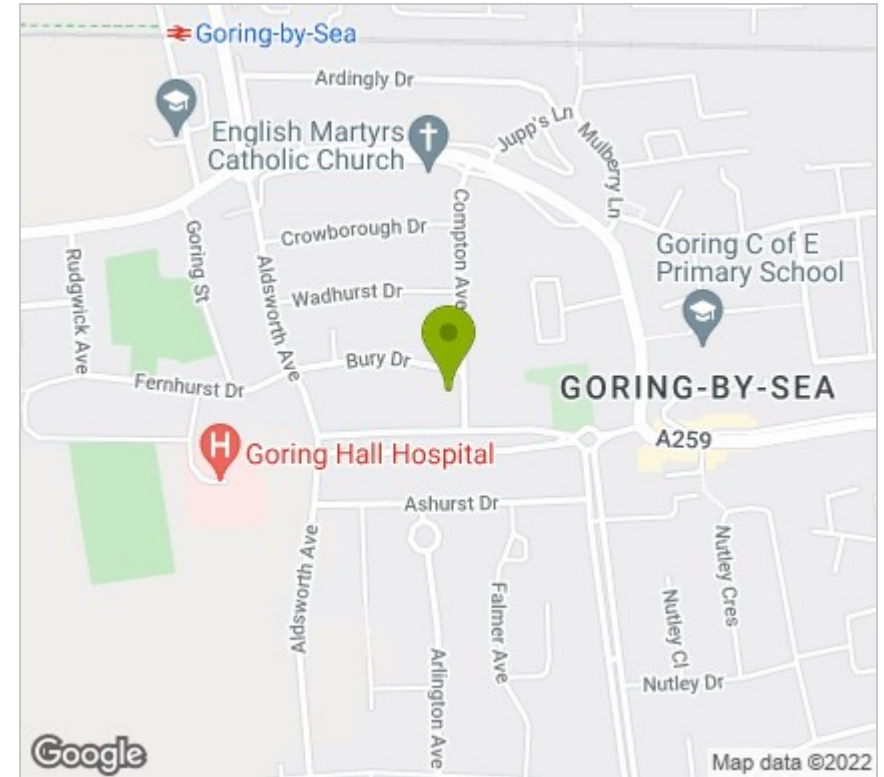 Goring-by-Sea
Ardingly Dr
English Martyrs
Catholic Church
Jupp's Ln
Mulberry Ln
Compton Ave
Goring St
Crowborough Dr
Aldsworth Ave
Rudgwick Ave
Goring C of E
Primary School
Wadhurst Dr
Bury Dr
Fernhurst Dr
GORING-BY-SEA
A259
H
Goring Hall Hospital
Ashurst Dr
Aldsworth Ave
Arlington Ave
Falmer Ave
Nutley Cres
Nutley Cl
Nutley Dr
Google
Map data ©2022